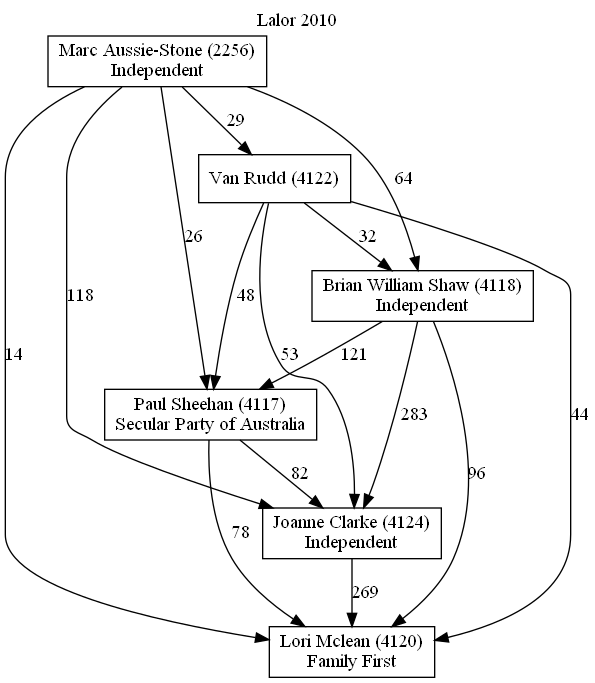 Lalor 2010
Marc Aussie-Stone (2256)
Independent
29
Van Rudd (4122)
64
26
32
118
48
Brian William Shaw (4118)
Independent
14
53
121
Paul Sheehan (4117)
Secular Party of Australia
283
44
82
96
Joanne Clarke (4124)
Independent
78
269
Lori Mclean (4120)
Family First